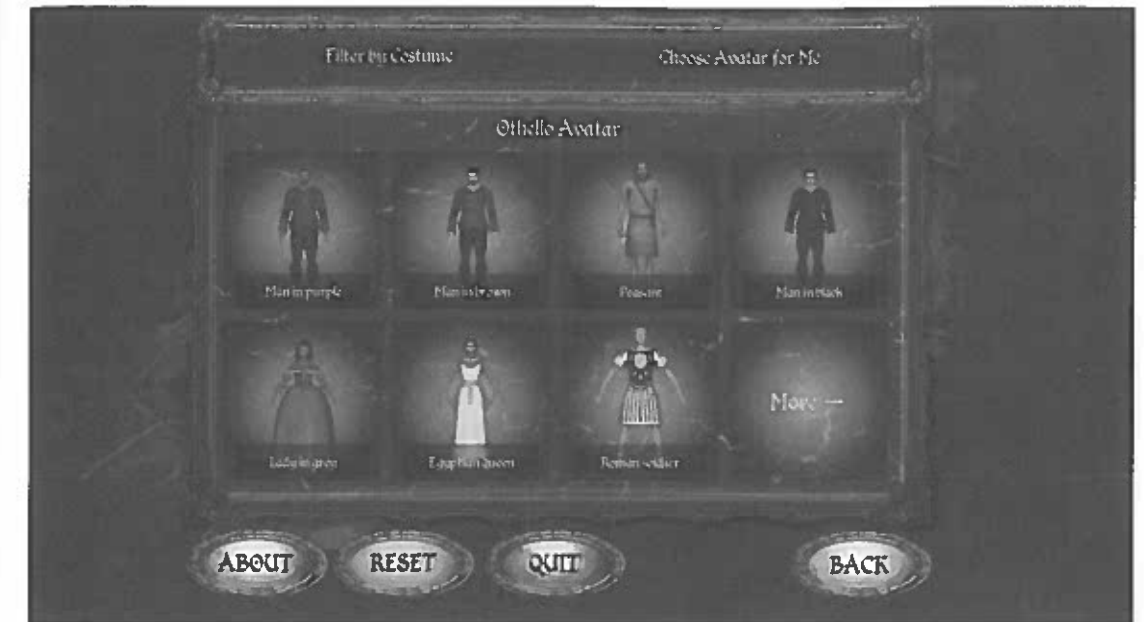 Filter by Costume
Choose Avatar for Me
Othello Avatar
Man in purple
Man in brown
Peasant
Man in black
Lady in grey
Egyptian Queen
Roman soldier
More →
ABOUT
RESET
QUIT
BACK